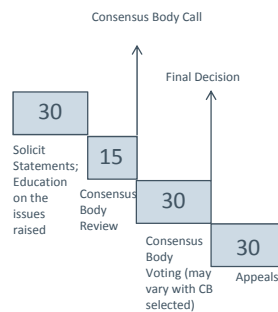 Consensus Body Call
Final Decision
30
Solicit
Statements;
Education
on the
issues
raised
15
Consensus
Body
Review
30
Consensus
Body
Voting (may
vary with CB
selected)
30
Appeals